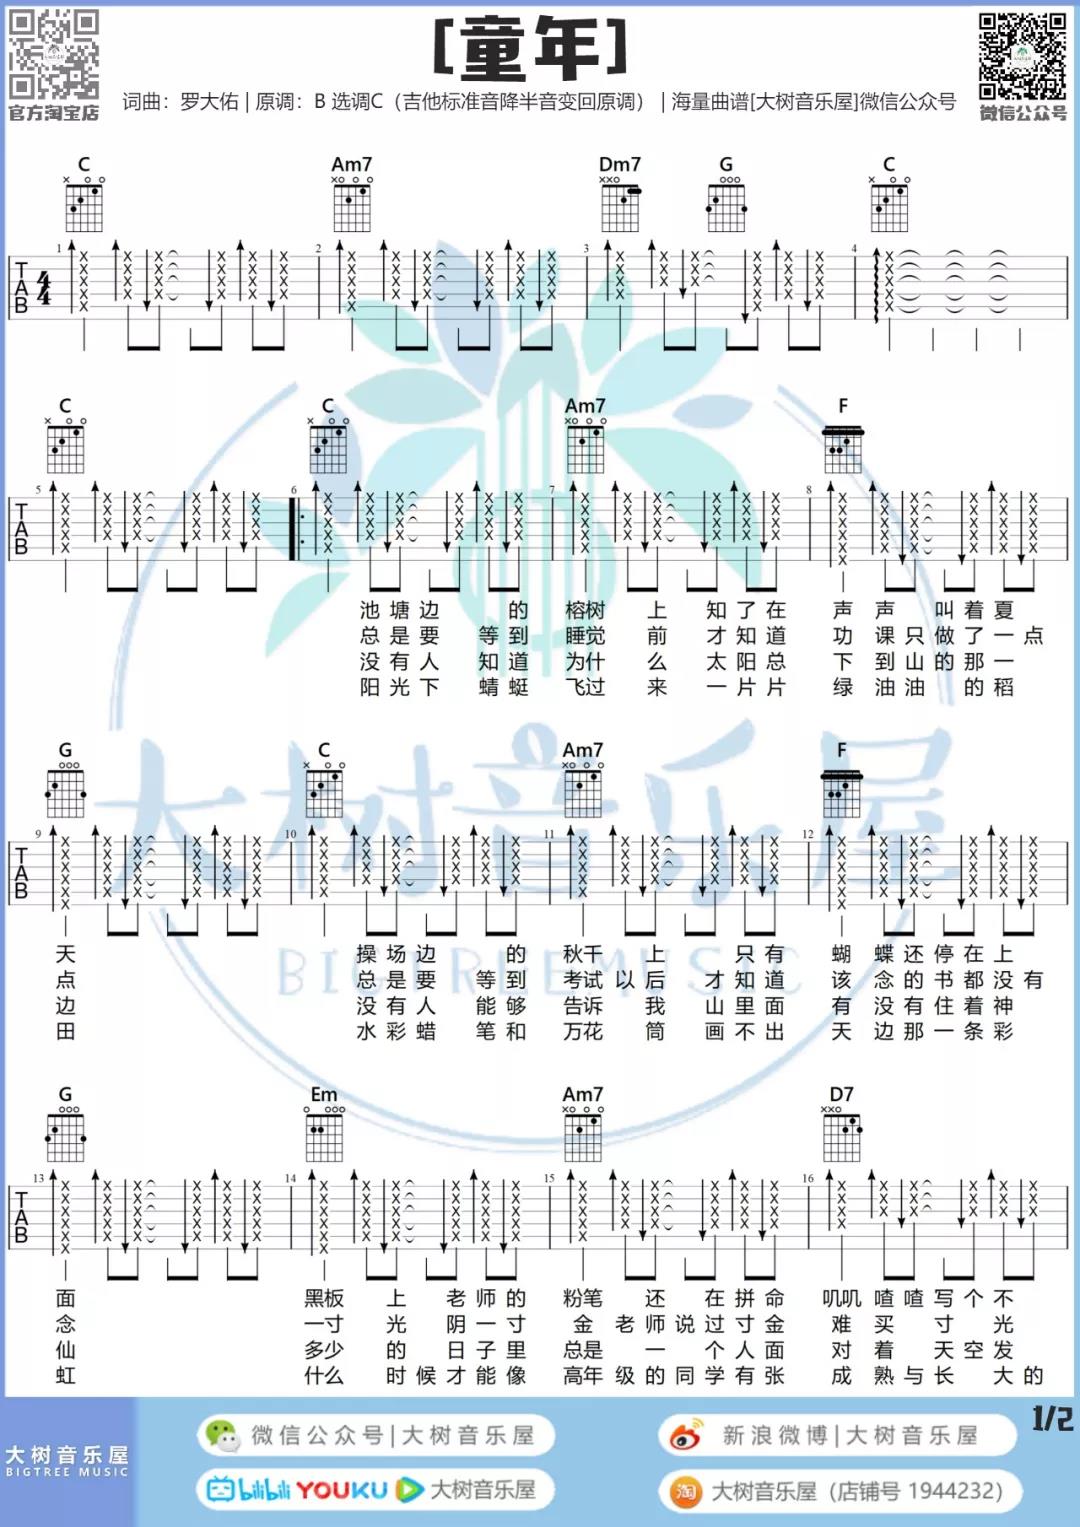 [童年]
官方淘宝店
词曲：罗大佑 | 原调：B 选调C（吉他标准音降半音变回原调） | 海量曲谱[大树音乐屋]微信公众号
微信公众号
C Am7 Dm7 G C
1 2 3 4
TAB 4/4
C C Am7 F
5 6 7 8
TAB
池塘边 的 榕树 上 知了在 声声 叫着夏
总是要 等到 睡觉 前 才知道 功课只做了一点
没有人 知道 为什 么 太阳总 下到山的那一
阳光下 蜻蜓 飞过 来 一片片 绿油油 的稻
G C Am7 F
9 10 11 12
TAB
天 操场边 的 秋千 上 只有 蝴蝶还停在上
点 总是要 等到 考试以后 才知道 该念的书都没有
边 没有人 能够 告诉 我 山里面 有没有住着神
田 水彩蜡 笔和 万花 筒 画不出 天边那一条彩
大树音乐屋
BIGTREEMUSIC
G Em Am7 D7
13 14 15 16
TAB
面 黑板 上 老师的 粉笔 还 在拼命 叽叽喳喳写个不
念 一寸 光 阴一寸 金 老师说过寸金 难买 寸 光
仙 多少 的 日子里 总是 一 个人面 对着 天空发
虹 什么 时候才能像 高年级的同学有张 成熟与长 大的
1/2
大树音乐屋
BIGTREE MUSIC
微信公众号|大树音乐屋
新浪微博|大树音乐屋
bilibili YOUKU 大树音乐屋
淘 大树音乐屋（店铺号 1944232）